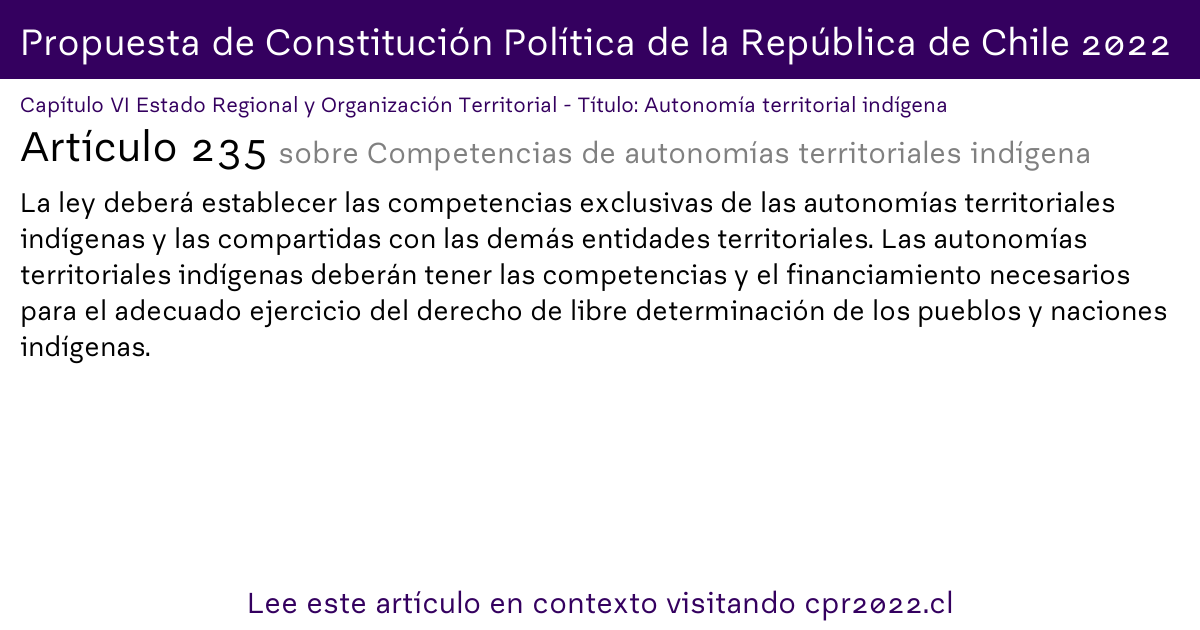 Propuesta de Constitución Política de la República de Chile 2022
Capítulo VI Estado Regional y Organización Territorial - Título: Autonomía territorial indígena
Artículo 235 sobre Competencias de autonomías territoriales indígena
La ley deberá establecer las competencias exclusivas de las autonomías territoriales
indígenas y las compartidas con las demás entidades territoriales. Las autonomías
territoriales indígenas deberán tener las competencias y el financiamiento necesarios
para el adecuado ejercicio del derecho de libre determinación de los pueblos y naciones
indígenas.
Lee este artículo en contexto visitando cpr2022.cl